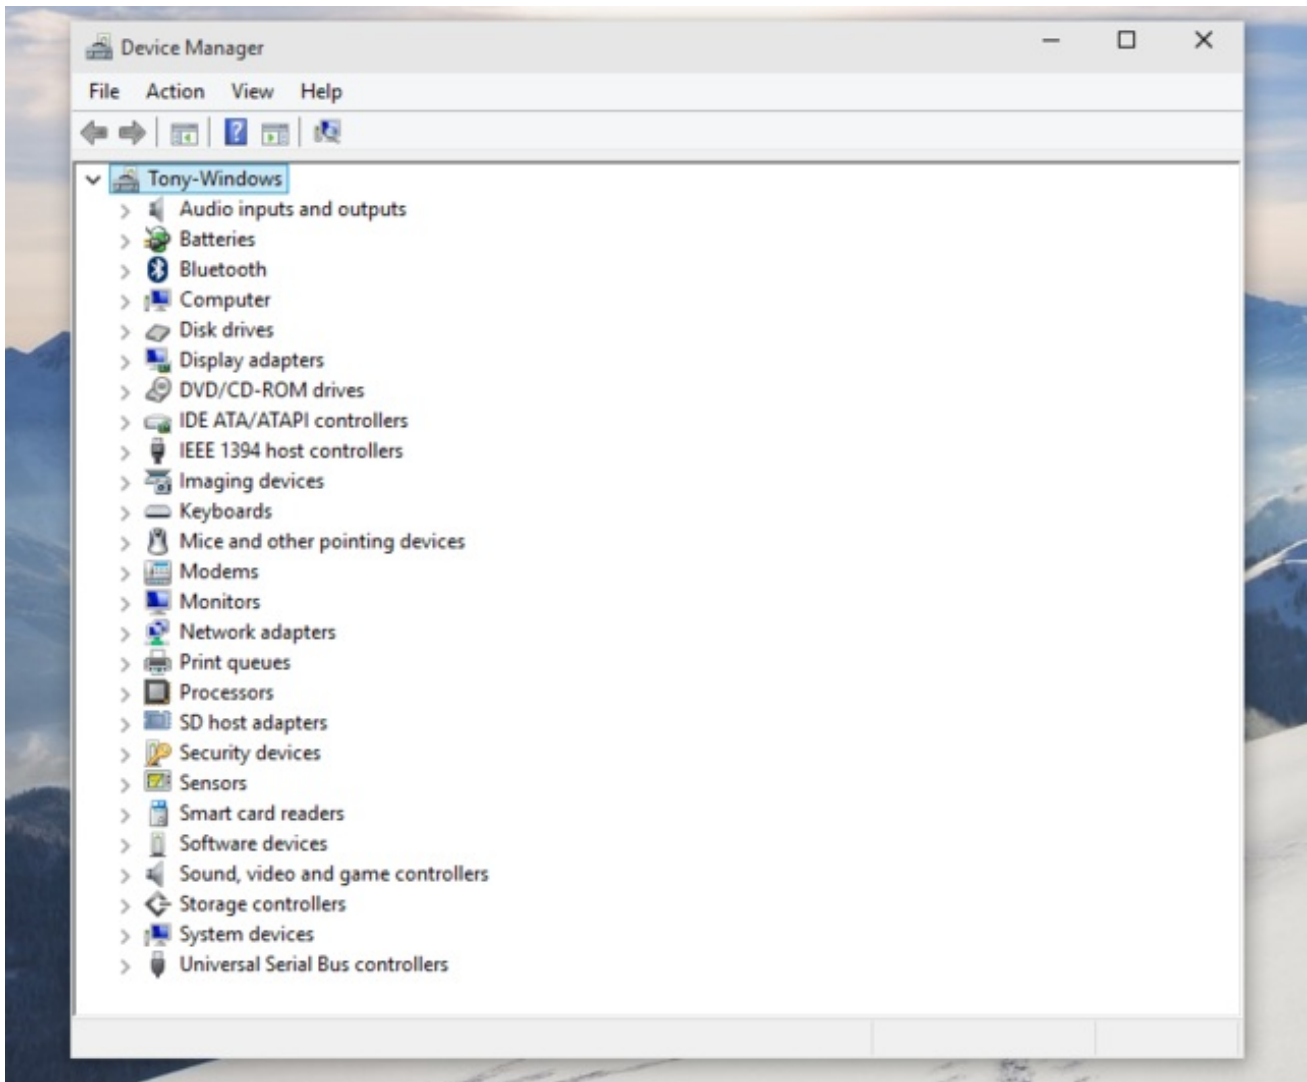 Device Manager
File Action View Help
Tony-Windows
Audio inputs and outputs
Batteries
Bluetooth
Computer
Disk drives
Display adapters
DVD/CD-ROM drives
IDE ATA/ATAPI controllers
IEEE 1394 host controllers
Imaging devices
Keyboards
Mice and other pointing devices
Modems
Monitors
Network adapters
Print queues
Processors
SD host adapters
Security devices
Sensors
Smart card readers
Software devices
Sound, video and game controllers
Storage controllers
System devices
Universal Serial Bus controllers